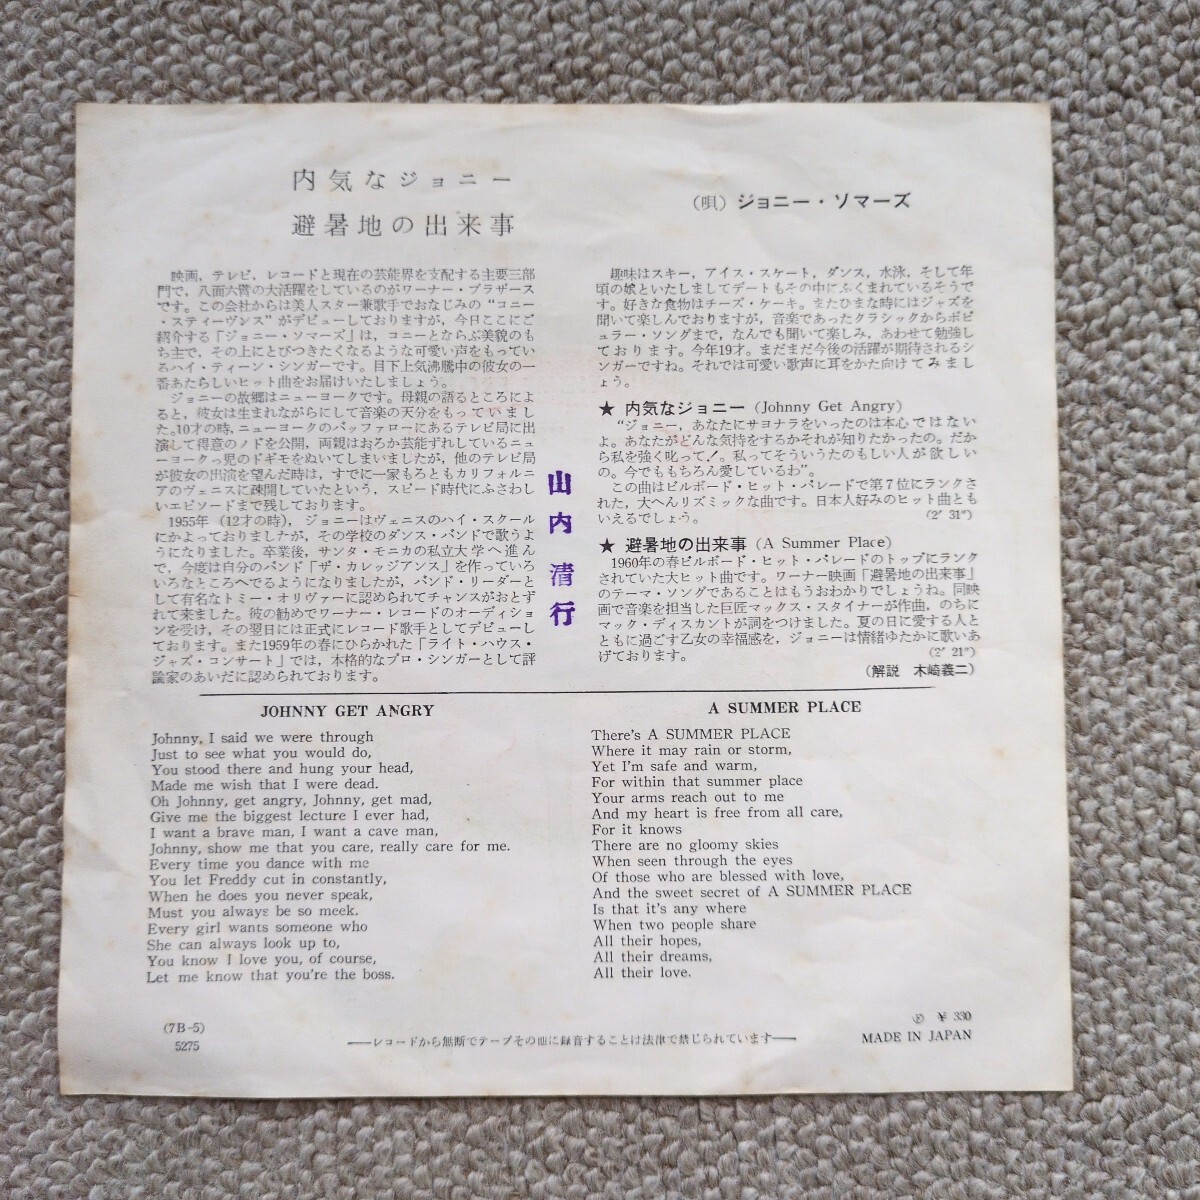 内気なジョニー
避暑地の出来事
(唄) ジョニー・ソマーズ
映画，テレビ，レコードと現在の芸能界を支配する主要三部
門で，八面六臂の大活躍をしているのがワーナー・ブラザース
です。この会社からは美人スター兼歌手でおなじみの“コニー
・スティーヴンス”がデビューしておりますが，今日ここにご
紹介する「ジョニー・ソマーズ」は，コニーとならぶ美貌のも
ち主で，その上にとびつきたくなるような可愛い声をもってい
るハイ・ティーン・シンガーです。目下上気沸騰中の彼女の一
番あたらしいヒット曲をお届けいたしましょう。
ジョニーの故郷はニューヨークです。母親の語るところによ
ると，彼女は生まれながらにして音楽の天分をもっていまし
た。10才の時，ニューヨークのバッファローにあるテレビ局に出
演して得意のノドを公開，両親はおろか芸能ずれしているニュ
ーヨークっ児のドギモをぬいてしまいましたが，他のテレビ局
が彼女の出演を望んだ時は，すでに一家もろともカリフォルニ
アのヴェニスに疎開していたという，スピード時代にふさわし
いエピソードまで残しております。
1955年（12才の時），ジョニーはヴェニスのハイ・スクール
にかよっておりましたが，その学校のダンス・バンドで歌うよ
うになりました。卒業後，サンタ・モニカの私立大学へ進ん
で，今度は自分のバンド「ザ・カレッジアンス」を作っていろ
いろなところへでるようになりましたが，バンド・リーダーと
して有名なトミー・オリヴァーに認められてチャンスがおとず
れて来ました。彼の勧めでワーナー・レコードのオーディショ
ンを受け，その翌日には正式にレコード歌手としてデビューし
ております。また1959年の春にひらかれた「ライト・ハウス・
ジャズ・コンサート」では，本格的なプロ・シンガーとして評
論家のあいだに認められております。
趣味はスキー，アイス・スケート，ダンス，水泳，そして年
頃の娘といたしましてデートもその中にふくまれているそうで
す。好きな食物はチーズ・ケーキ。またひまな時にはジャズを
聞いて楽しんでおりますが，音楽であったクラシックからポピ
ュラー・ソングまで，なんでも聞いて楽しみ，あわせて勉強し
ております。今年19才。まだまだ今後の活躍が期待されるシ
ンガーですね。それでは可愛い歌声に耳をかた向けてみまし
ょう。
★ 内気なジョニー (Johnny Get Angry)
“ジョニー，あなたにサヨナラをいったのは本心ではない
よ。あなたがどんな気持をするかそれが知りたかったの。だか
ら私を強く叱って！。私ってそういうたのもしい人が欲しい
の。今でももちろん愛しているわ”。
この曲はビルボード・ヒット・パレードで第7位にランクさ
れた，大へんリズミックな曲です。日本人好みのヒット曲とも
いえるでしょう。 (2′31″)
★ 避暑地の出来事 (A Summer Place)
1960年の春ビルボード・ヒット・パレードのトップにランク
されていた大ヒット曲です。ワーナー映画「避暑地の出来事」
のテーマ・ソングであることはもうおわかりでしょうね。同映
画で音楽を担当した巨匠マックス・スタイナーが作曲，のちに
マック・ディスカントが詞をつけました。夏の日に愛する人と
ともに過ごす乙女の幸福感を，ジョニーは情緒ゆたかに歌いあ
げております。 (2′21″)
(解説 木崎義二)
山内清行
JOHNNY GET ANGRY
Johnny, I said we were through
Just to see what you would do,
You stood there and hung your head,
Made me wish that I were dead.
Oh Johnny, get angry, Johnny, get mad,
Give me the biggest lecture I ever had,
I want a brave man, I want a cave man,
Johnny, show me that you care, really care for me.
Every time you dance with me
You let Freddy cut in constantly,
When he does you never speak,
Must you always be so meek.
Every girl wants someone who
She can always look up to,
You know I love you, of course,
Let me know that you're the boss.
A SUMMER PLACE
There's A SUMMER PLACE
Where it may rain or storm,
Yet I'm safe and warm,
For within that summer place
Your arms reach out to me
And my heart is free from all care,
For it knows
There are no gloomy skies
When seen through the eyes
Of those who are blessed with love,
And the sweet secret of A SUMMER PLACE
Is that it's any where
When two people share
All their hopes,
All their dreams,
All their love.
(7B-5)
5275
——レコードから無断でテープその他に録音することは法律で禁じられています——
Ⓟ ¥ 330
MADE IN JAPAN